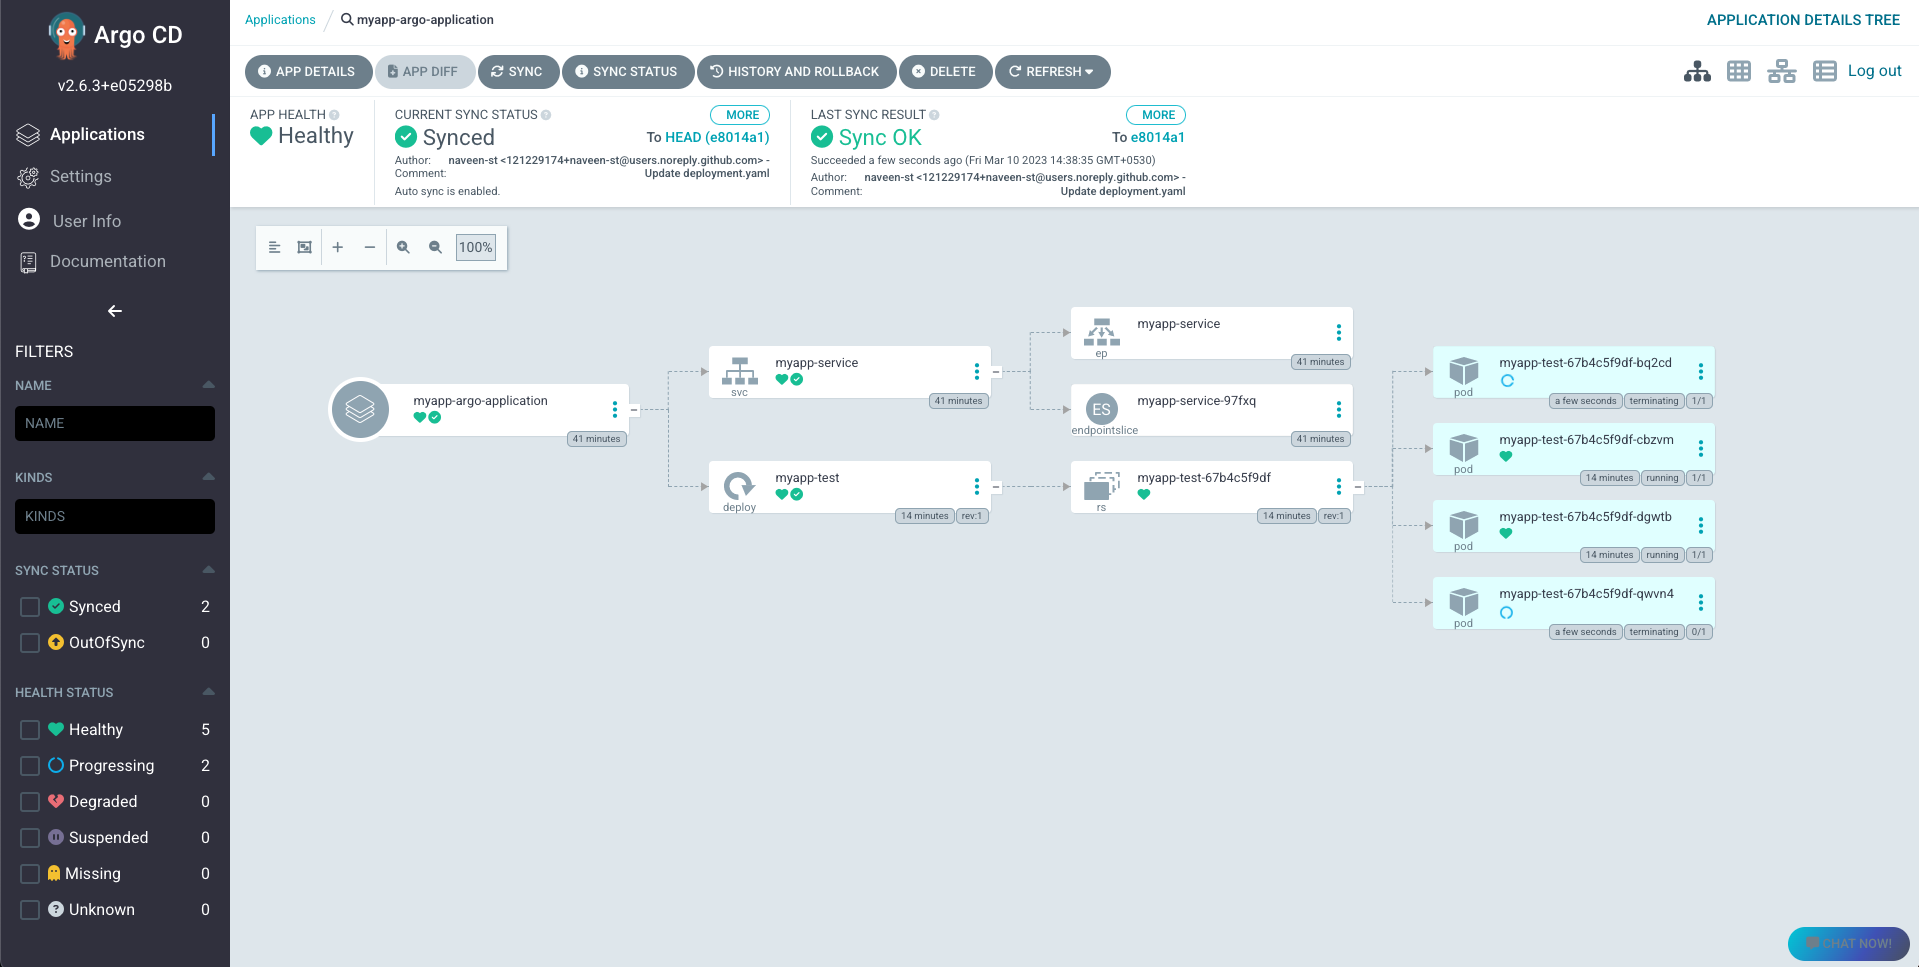 Argo CD
v2.6.3+e05298b
Applications
Settings
User Info
Documentation
FILTERS
NAME
NAME
KINDS
KINDS
SYNC STATUS
Synced 2
OutOfSync 0
HEALTH STATUS
Healthy 5
Progressing 2
Degraded 0
Suspended 0
Missing 0
Unknown 0
Applications / myapp-argo-application
APPLICATION DETAILS TREE
APP DETAILS APP DIFF SYNC SYNC STATUS HISTORY AND ROLLBACK DELETE REFRESH
Log out
APP HEALTH
Healthy
CURRENT SYNC STATUS MORE
Synced To HEAD (e8014a1)
Author: naveen-st <121229174+naveen-st@users.noreply.github.com> -
Comment: Update deployment.yaml
Auto sync is enabled.
LAST SYNC RESULT MORE
Sync OK To e8014a1
Succeeded a few seconds ago (Fri Mar 10 2023 14:38:35 GMT+0530)
Author: naveen-st <121229174+naveen-st@users.noreply.github.com> -
Comment: Update deployment.yaml
100%
myapp-argo-application
41 minutes
myapp-service
svc
41 minutes
myapp-test
deploy
14 minutes rev:1
myapp-service
ep
41 minutes
ES
myapp-service-97fxq
endpointslice
41 minutes
myapp-test-67b4c5f9df
rs
14 minutes rev:1
myapp-test-67b4c5f9df-bq2cd
pod
a few seconds terminating 1/1
myapp-test-67b4c5f9df-cbzvm
pod
14 minutes running 1/1
myapp-test-67b4c5f9df-dgwtb
pod
14 minutes running 1/1
myapp-test-67b4c5f9df-qwvn4
pod
a few seconds terminating 0/1
CHAT NOW!